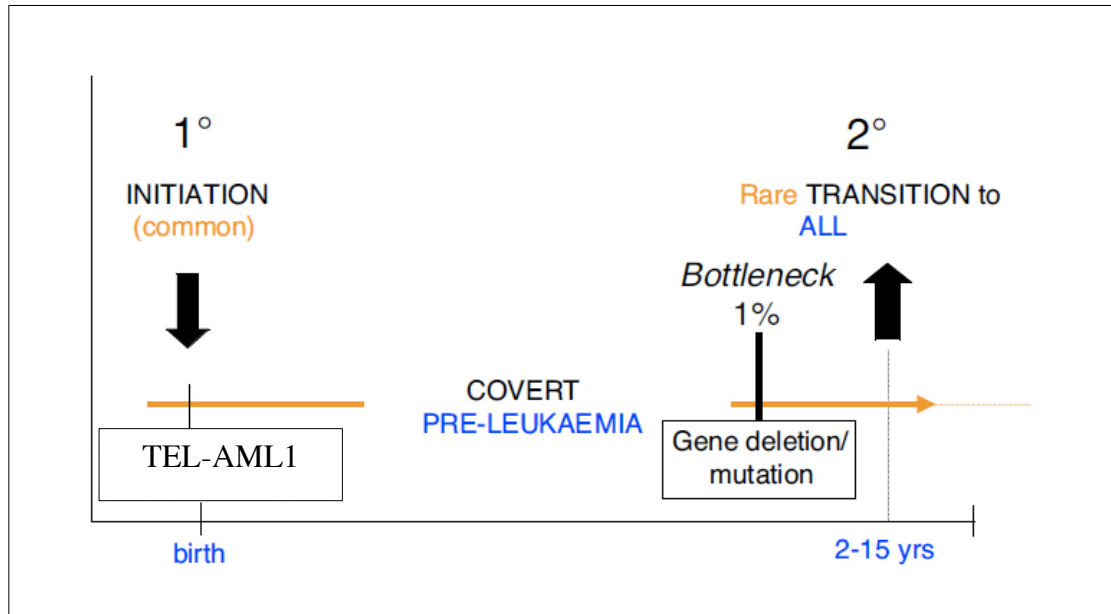 1°
INITIATION
(common)
2°
Rare TRANSITION to
ALL
Bottleneck
1%
COVERT
PRE-LEUKAEMIA
TEL-AML1
Gene deletion/
mutation
birth
2-15 yrs